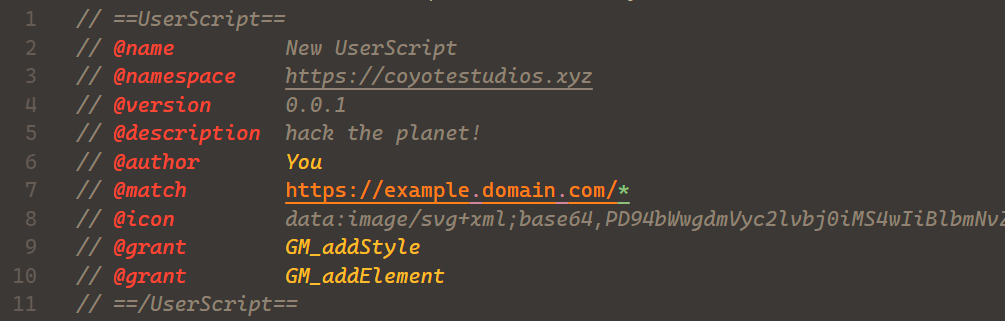 1 // ==UserScript==
2 // @name New UserScript
3 // @namespace https://coyotestudios.xyz
4 // @version 0.0.1
5 // @description hack the planet!
6 // @author You
7 // @match https://example.domain.com/*
8 // @icon data:image/svg+xml;base64,PD94bWwgdmVyc2lvbj0iMS4wIiBlbmNvZ
9 // @grant GM_addStyle
10 // @grant GM_addElement
11 // ==/UserScript==